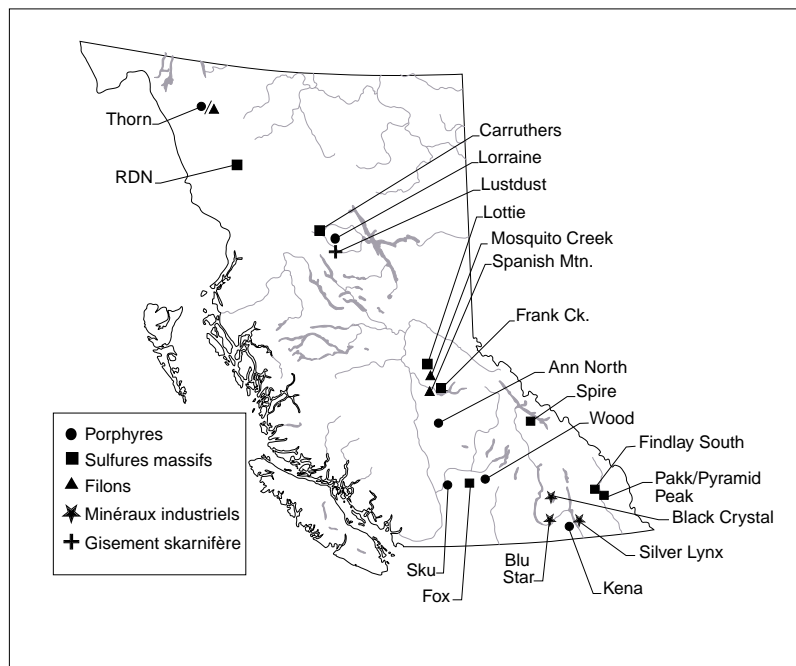 Thorn
RDN
Carruthers
Lorraine
Lustdust
Lottie
Mosquito Creek
Spanish Mtn.
Frank Ck.
Ann North
Spire
Wood
Findlay South
Pakk/Pyramid
Peak
Black Crystal
Silver Lynx
Kena
Blu
Star
Sku
Fox
Porphyres
Sulfures massifs
Filons
Minéraux industriels
Gisement skarnifère